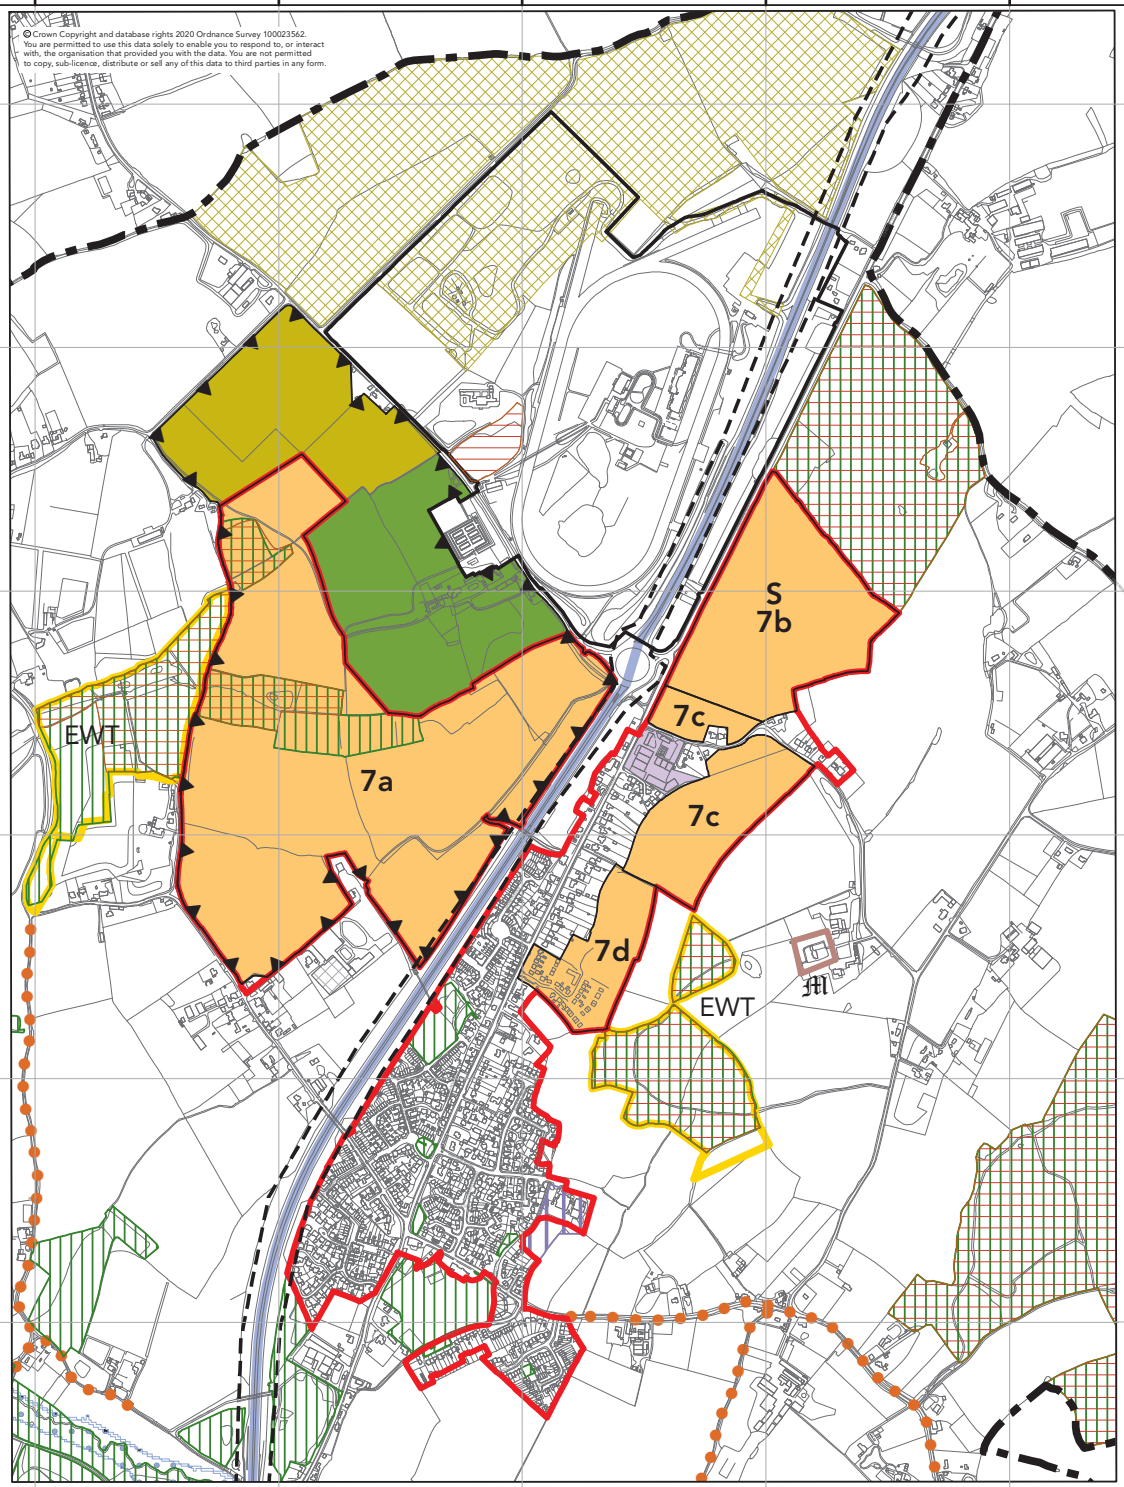 © Crown Copyright and database rights 2020 Ordnance Survey 100023562.
You are permitted to use this data solely to enable you to respond to, or interact
with, the organisation that provided you with the data. You are not permitted
to copy, sub-licence, distribute or sell any of this data to third parties in any form.
S
7b
7c
EWT
7a
7c
7d
M
EWT